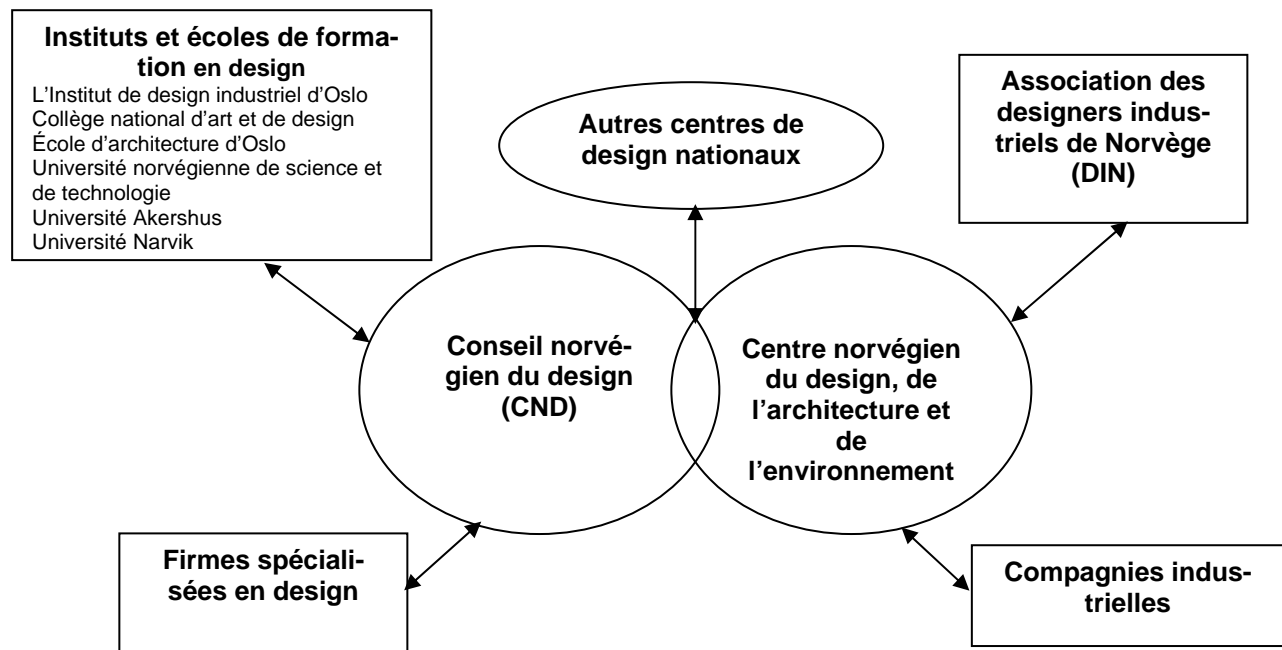 Instituts et écoles de forma-
tion en design
L'Institut de design industriel d'Oslo
Collège national d'art et de design
École d'architecture d'Oslo
Université norvégienne de science et
de technologie
Université Akershus
Université Narvik
Autres centres de
design nationaux
Association des
designers indus-
triels de Norvège
(DIN)
Conseil norvé-
gien du design
(CND)
Centre norvégien
du design, de
l'architecture et
de
l'environnement
Firmes spéciali-
sées en design
Compagnies indus-
trielles